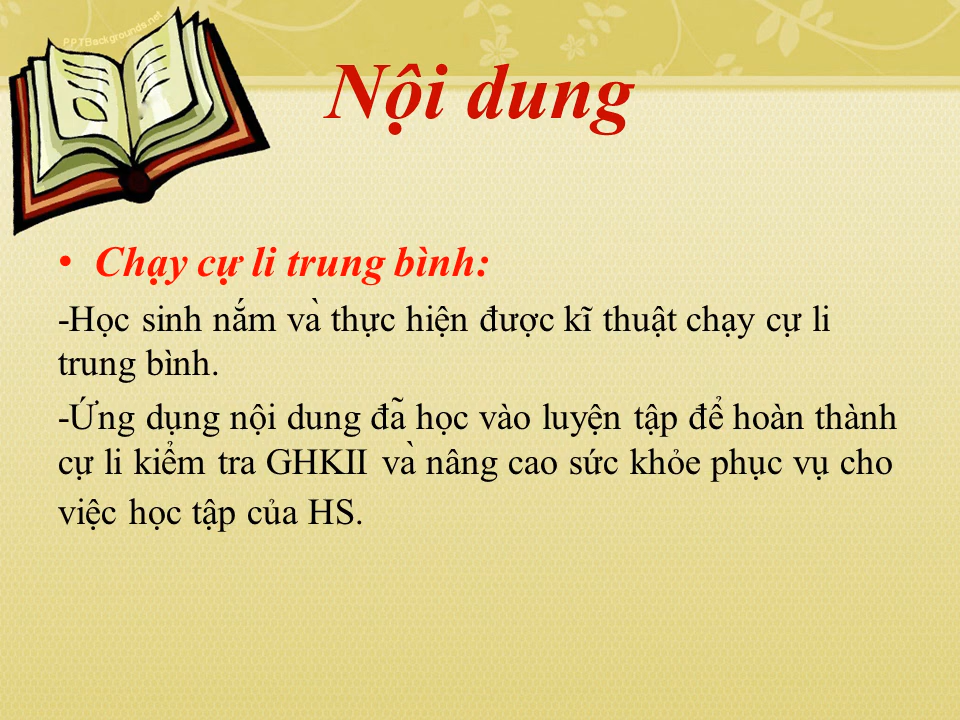 PPTBackgrounds.net
Nội dung
• Chạy cự li trung bình:
-Học sinh nắm và thực hiện được kĩ thuật chạy cự li
trung bình.
-Ứng dụng nội dung đã học vào luyện tập để hoàn thành
cự li kiểm tra GHKII và nâng cao sức khỏe phục vụ cho
việc học tập của HS.